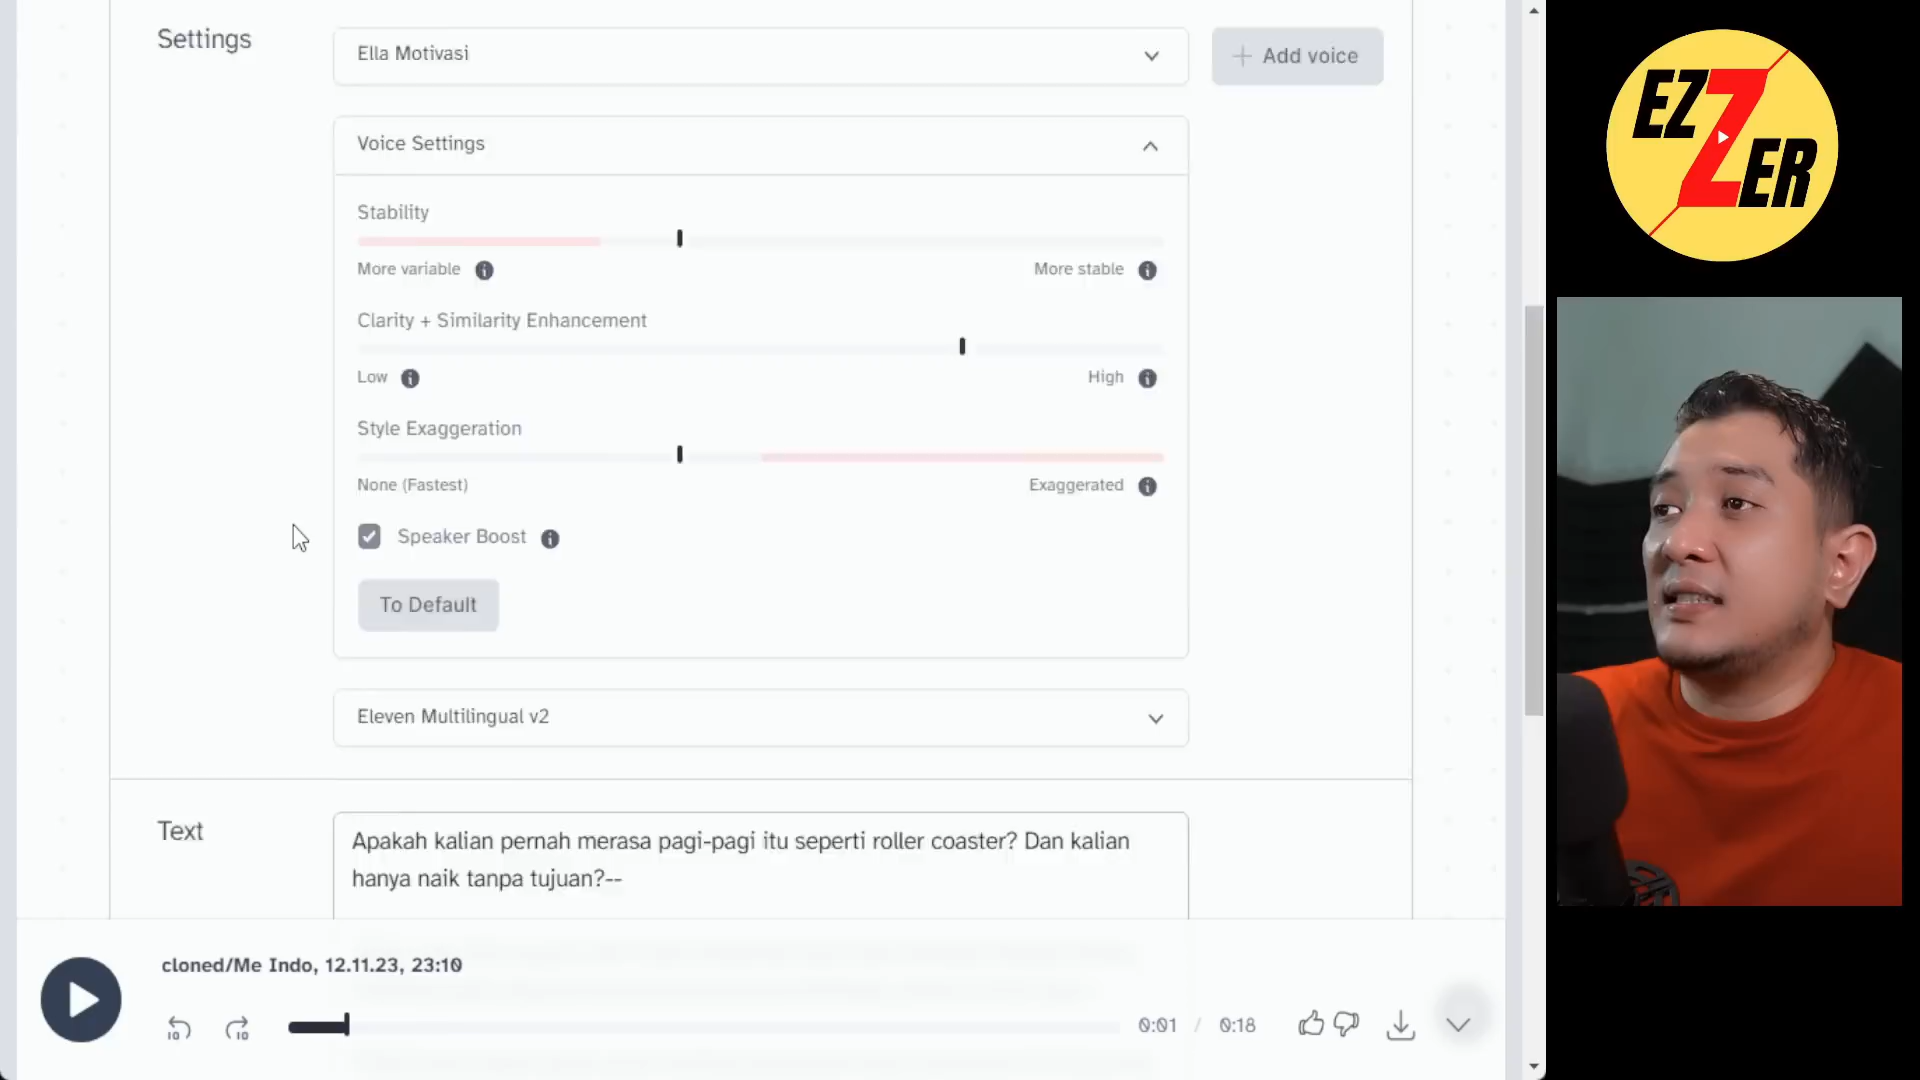 Settings
Ella Motivasi
+ Add voice
Voice Settings
Stability
More variable
More stable
Clarity + Similarity Enhancement
Low
High
Style Exaggeration
None (Fastest)
Exaggerated
Speaker Boost
To Default
Eleven Multilingual v2
Text
Apakah kalian pernah merasa pagi-pagi itu seperti roller coaster? Dan kalian
hanya naik tanpa tujuan?--
cloned/Me Indo, 12.11.23, 23:10
10
10
0:01 / 0:18
EZ
Z
ER